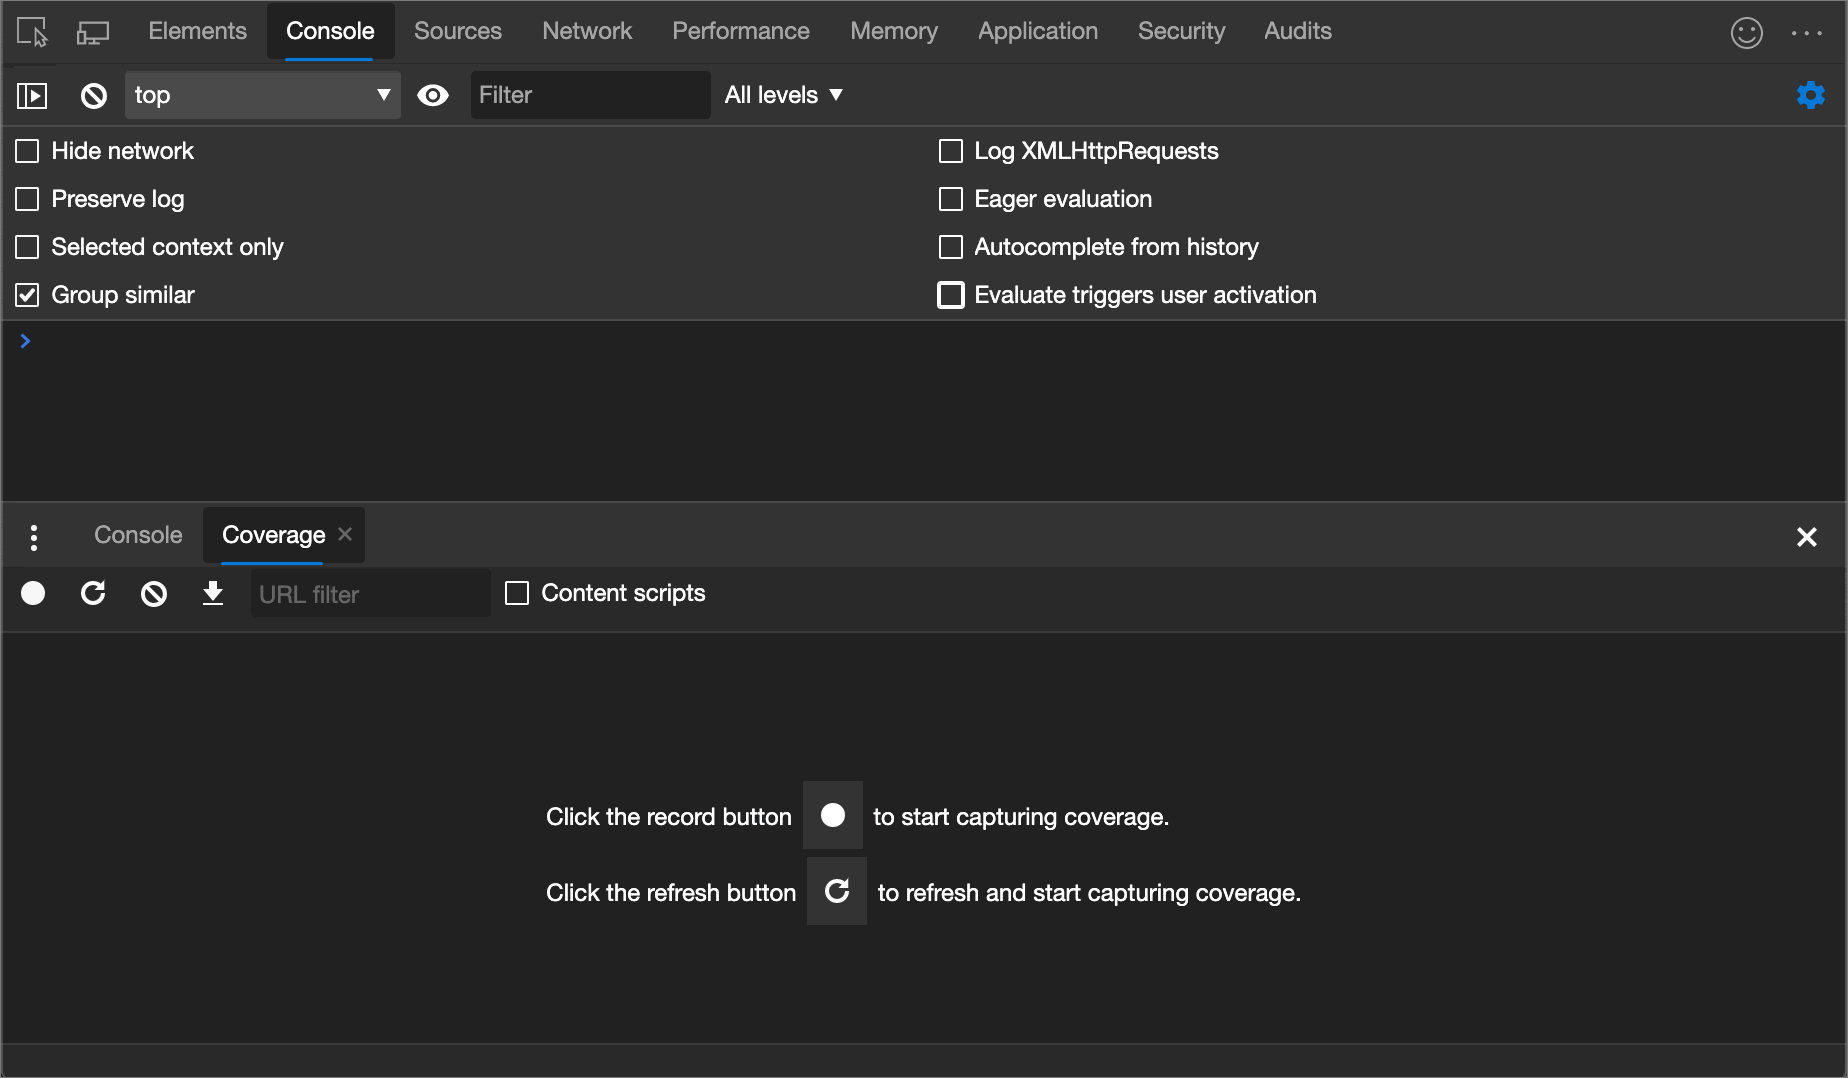 Elements Console Sources Network Performance Memory Application Security Audits
top Filter All levels
Hide network Log XMLHttpRequests
Preserve log Eager evaluation
Selected context only Autocomplete from history
Group similar Evaluate triggers user activation
Console Coverage
URL filter Content scripts
Click the record button to start capturing coverage.
Click the refresh button to refresh and start capturing coverage.